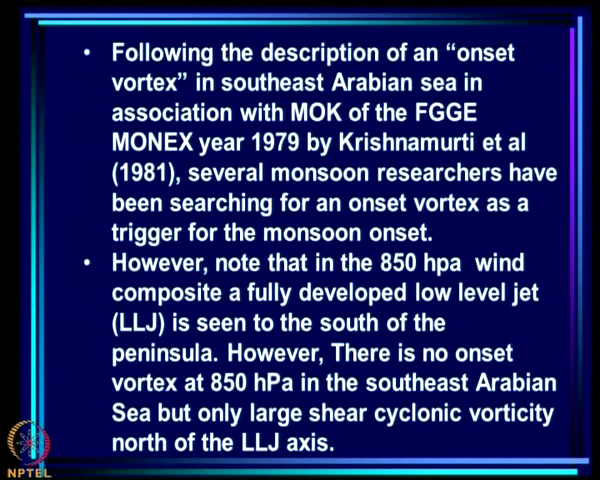 • Following the description of an “onset
vortex” in southeast Arabian sea in
association with MOK of the FGGE
MONEX year 1979 by Krishnamurti et al
(1981), several monsoon researchers have
been searching for an onset vortex as a
trigger for the monsoon onset.
• However, note that in the 850 hpa wind
composite a fully developed low level jet
(LLJ) is seen to the south of the
peninsula. However, There is no onset
vortex at 850 hPa in the southeast Arabian
Sea but only large shear cyclonic vorticity
north of the LLJ axis.
NPTEL